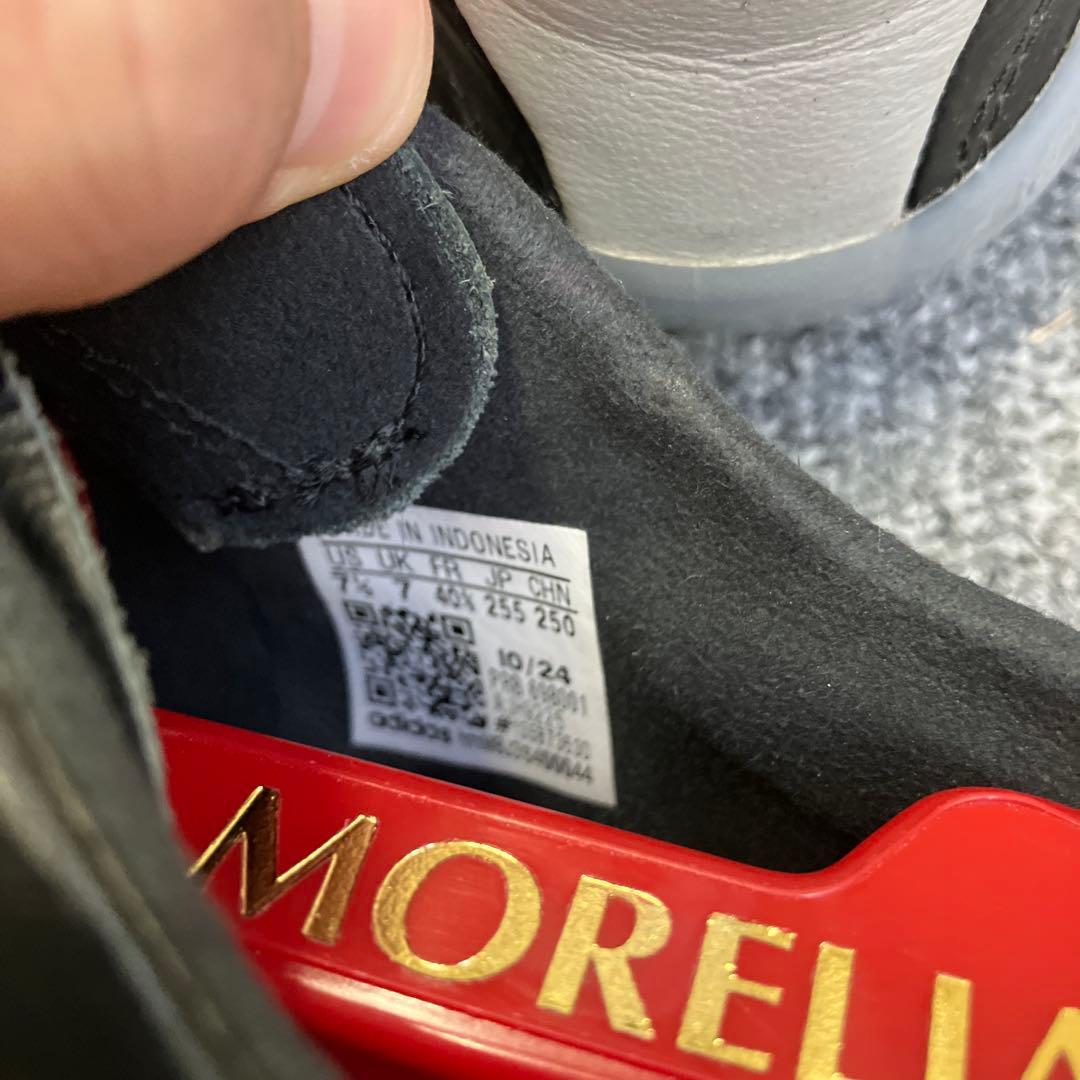 MADE IN INDONESIA
US UK FR JP CHN
7½ 7 40⅔ 255 250
10/24
adidas #
MORELIA